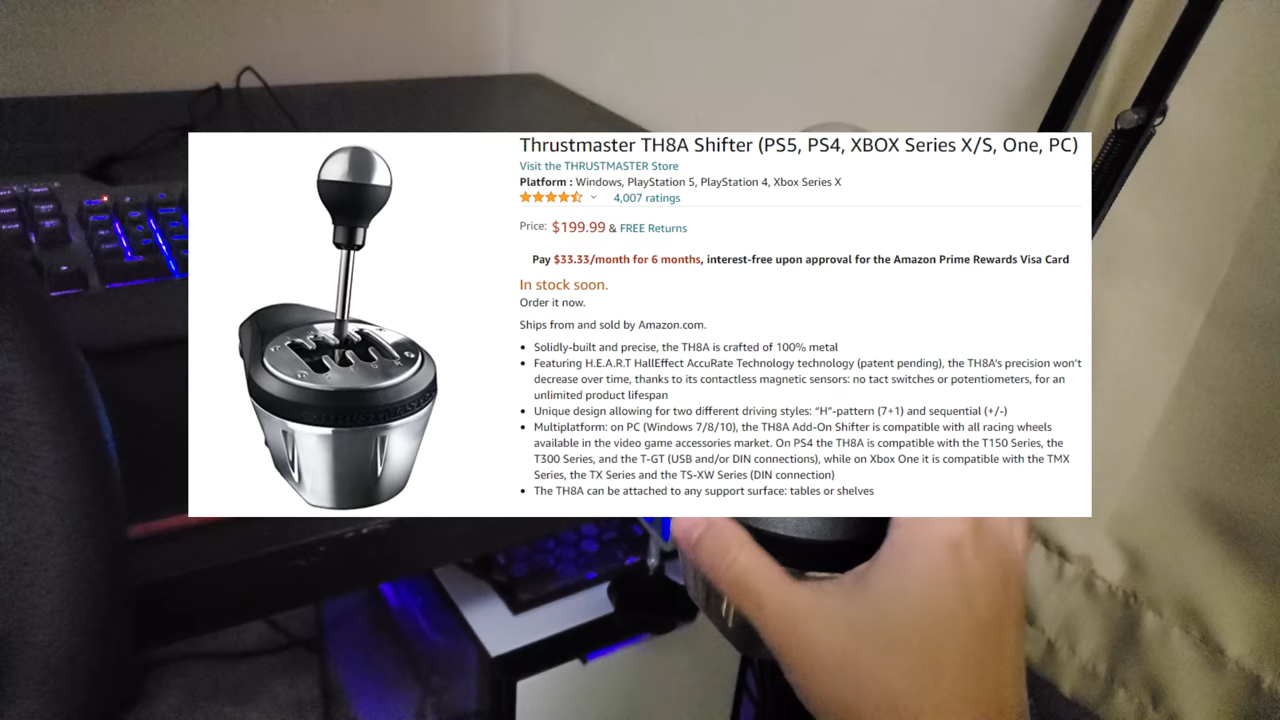 Thrustmaster TH8A Shifter (PS5, PS4, XBOX Series X/S, One, PC)
Visit the THRUSTMASTER Store
Platform : Windows, PlayStation 5, PlayStation 4, Xbox Series X
4,007 ratings
Price: $199.99 & FREE Returns
Pay $33.33/month for 6 months, interest-free upon approval for the Amazon Prime Rewards Visa Card
In stock soon.
Order it now.
Ships from and sold by Amazon.com.
• Solidly-built and precise, the TH8A is crafted of 100% metal
• Featuring H.E.A.R.T HallEffect AccuRate Technology technology (patent pending), the TH8A's precision won't
decrease over time, thanks to its contactless magnetic sensors: no tact switches or potentiometers, for an
unlimited product lifespan
• Unique design allowing for two different driving styles: “H”-pattern (7+1) and sequential (+/-)
• Multiplatform: on PC (Windows 7/8/10), the TH8A Add-On Shifter is compatible with all racing wheels
available in the video game accessories market. On PS4 the TH8A is compatible with the T150 Series, the
T300 Series, and the T-GT (USB and/or DIN connections), while on Xbox One it is compatible with the TMX
Series, the TX Series and the TS-XW Series (DIN connection)
• The TH8A can be attached to any support surface: tables or shelves